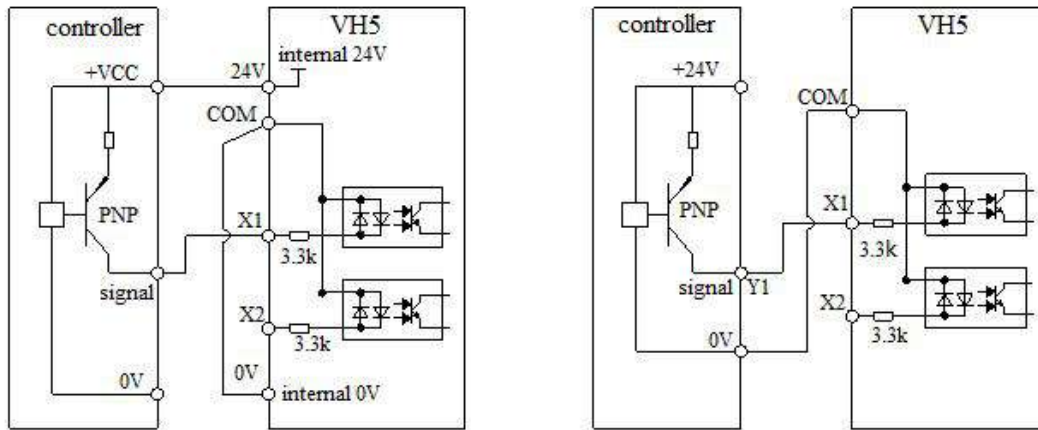 controller
VH5
+VCC
24V
internal 24V
COM
PNP
X1
3.3k
signal
X2
3.3k
0V
0V
internal 0V
controller
VH5
+24V
COM
PNP
X1
3.3k
signal
Y1
X2
3.3k
0V